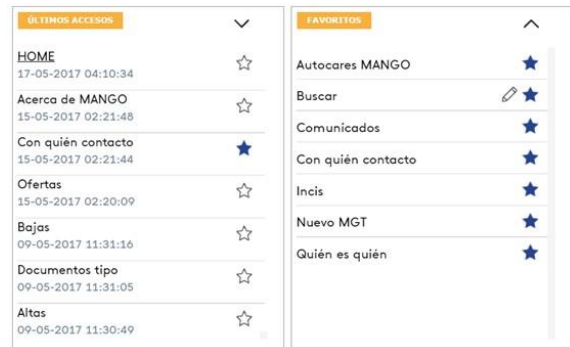 ÚLTIMOS ACCESOS
HOME
17-05-2017 04:10:34
Acerca de MANGO
15-05-2017 02:21:48
Con quién contacto
15-05-2017 02:21:44
Ofertas
15-05-2017 02:20:09
Bajas
09-05-2017 11:31:16
Documentos tipo
09-05-2017 11:31:05
Altas
09-05-2017 11:30:49
FAVORITOS
Autocares MANGO
Buscar
Comunicados
Con quién contacto
Incis
Nuevo MGT
Quién es quién